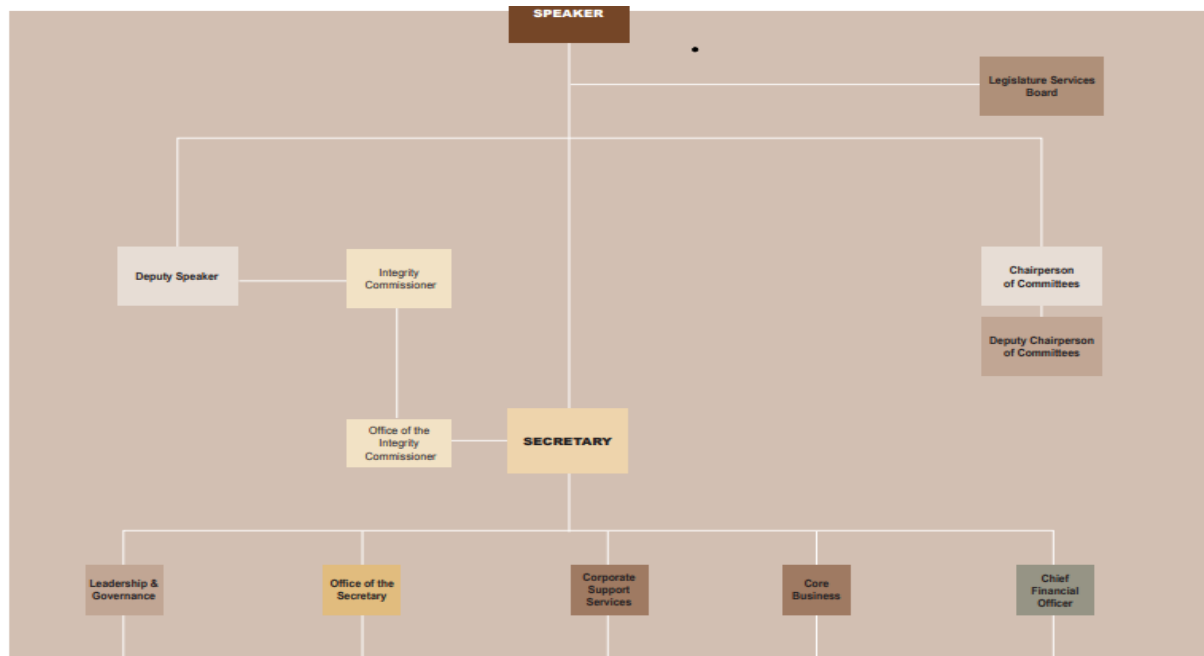 SPEAKER
Legislature Services
Board
Deputy Speaker
Integrity
Commissioner
Chairperson
of Committees
Deputy Chairperson
of Committees
Office of the
Integrity
Commissioner
SECRETARY
Leadership &
Governance
Office of the
Secretary
Corporate
Support
Services
Core
Business
Chief
Financial
Officer